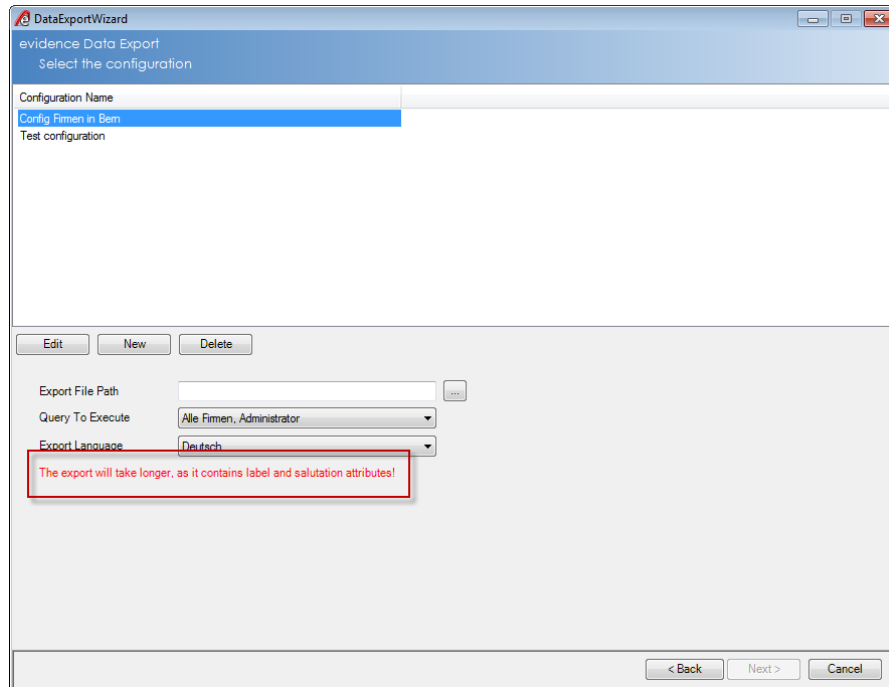 DataExportWizard
evidence Data Export
Select the configuration
Configuration Name
Config Firmen in Bern
Test configuration
Edit New Delete
Export File Path ...
Query To Execute Alle Firmen, Administrator
Export Language Deutsch
The export will take longer, as it contains label and salutation attributes!
< Back Next > Cancel